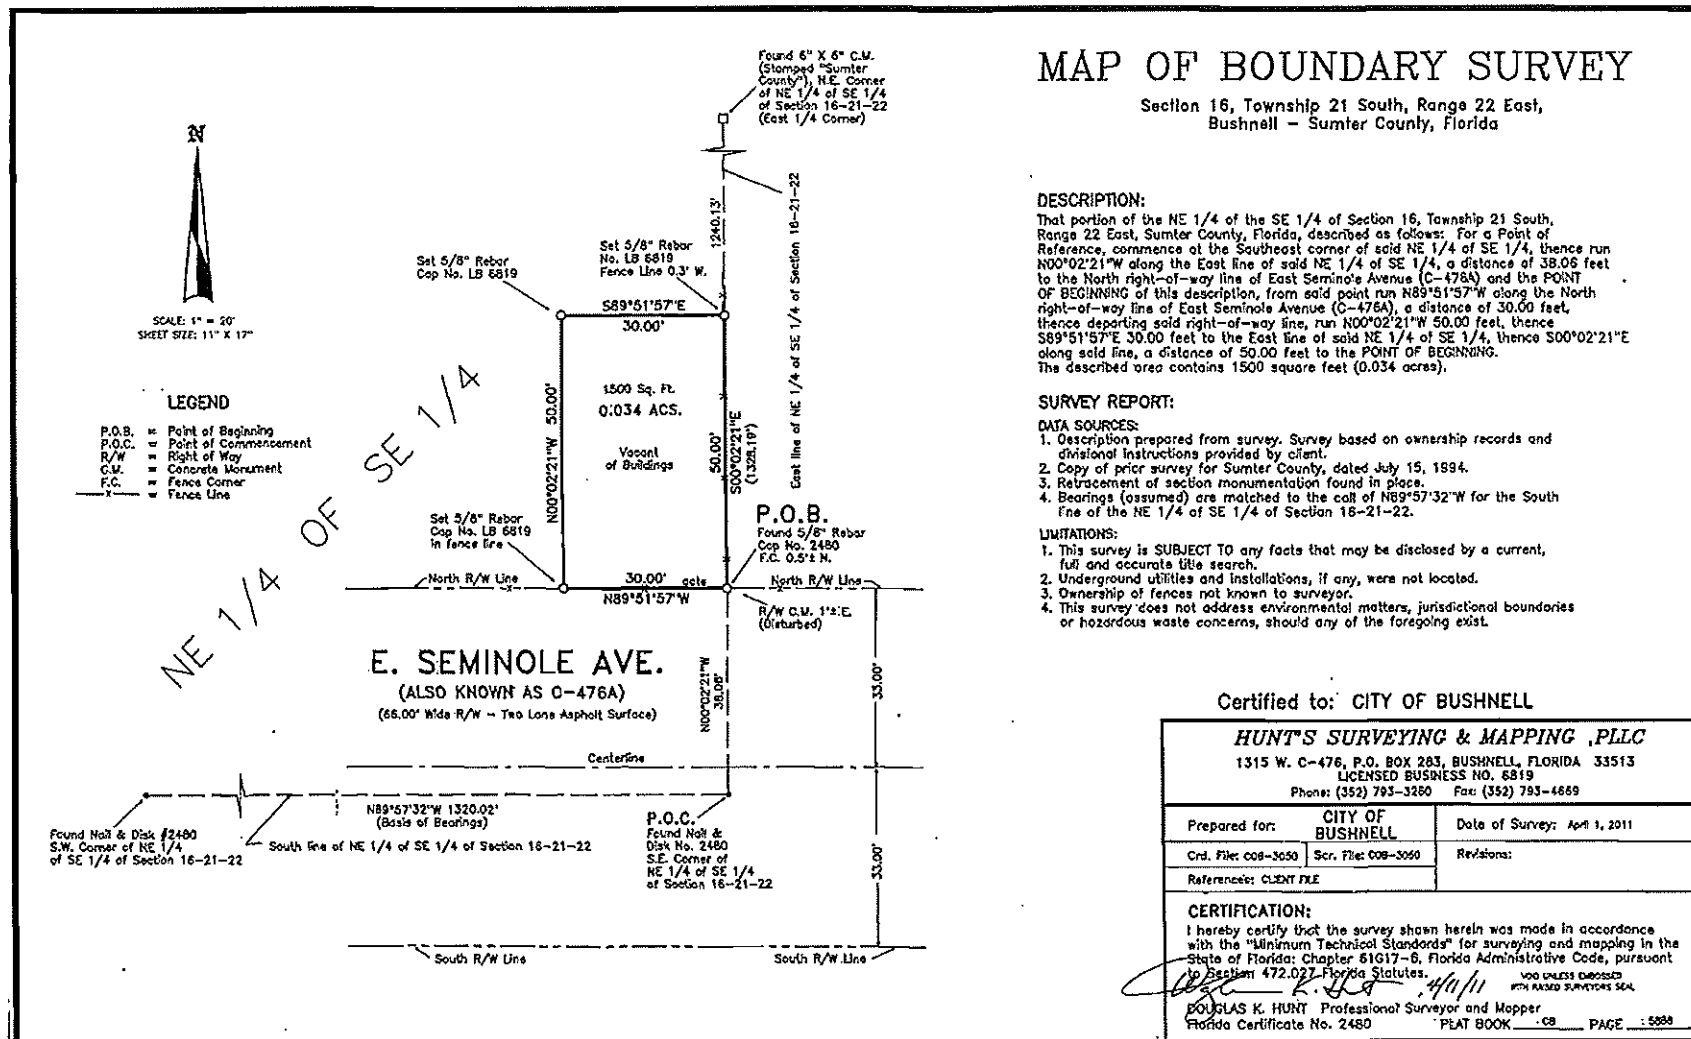 MAP OF BOUNDARY SURVEY
Section 16, Township 21 South, Range 22 East,
Bushnell – Sumter County, Florida
Found 6" X 6" C.M.
(Stamped "Sumter
County"), N.E. Corner
of NE 1/4 of SE 1/4
of Section 16-21-22
(East 1/4 Corner)
N
SCALE: 1" = 20'
SHEET SIZE: 11" X 17"
1240.13'
East line of NE 1/4 of SE 1/4 of Section 16-21-22
Set 5/8" Rebar
No. LB 6819
Fence Line 0.3' W.
Set 5/8" Rebar
Cap No. LB 6819
S89°51'57"E
30.00'
LEGEND
P.O.B. = Point of Beginning
P.O.C. = Point of Commencement
R/W = Right of Way
C.M. = Concrete Monument
F.C. = Fence Corner
x = Fence Line
NE 1/4 OF SE 1/4
1500 Sq. Ft.
0.034 ACS.
Vacant
of Buildings
N00°02'21"W 50.00'
50.00'
S00°02'21"E
(1328.19')
Set 5/8" Rebar
Cap No. LB 6819
in fence line
P.O.B.
Found 5/8" Rebar
Cap No. 2480
F.C. 0.5'± N.
North R/W Line
30.00' gate
North R/W Line
N89°51'57"W
R/W C.M. 1'± E.
(Disturbed)
E. SEMINOLE AVE.
(ALSO KNOWN AS C-476A)
(66.00' Wide R/W – Two Lane Asphalt Surface)
N00°02'21"W
38.06'
33.00'
Centerline
N89°57'32"W 1320.02'
(Basis of Bearings)
Found Nail & Disk #2480
S.W. Corner of NE 1/4
of SE 1/4 of Section 16-21-22
South line of NE 1/4 of SE 1/4 of Section 16-21-22
P.O.C.
Found Nail &
Disk No. 2480
S.E. Corner of
NE 1/4 of SE 1/4
of Section 16-21-22
33.00'
South R/W Line
South R/W Line
DESCRIPTION:
That portion of the NE 1/4 of the SE 1/4 of Section 16, Township 21 South,
Range 22 East, Sumter County, Florida, described as follows: For a Point of
Reference, commence at the Southeast corner of said NE 1/4 of SE 1/4, thence run
N00°02'21"W along the East line of said NE 1/4 of SE 1/4, a distance of 38.06 feet
to the North right-of-way line of East Seminole Avenue (C-476A) and the POINT
OF BEGINNING of this description, from said point run N89°51'57"W along the North
right-of-way line of East Seminole Avenue (C-476A), a distance of 30.00 feet,
thence departing said right-of-way line, run N00°02'21"W 50.00 feet, thence
S89°51'57"E 30.00 feet to the East line of said NE 1/4 of SE 1/4, thence S00°02'21"E
along said line, a distance of 50.00 feet to the POINT OF BEGINNING.
The described area contains 1500 square feet (0.034 acres).
SURVEY REPORT:
DATA SOURCES:
1. Description prepared from survey. Survey based on ownership records and
divisional instructions provided by client.
2. Copy of prior survey for Sumter County, dated July 15, 1994.
3. Retracement of section monumentation found in place.
4. Bearings (assumed) are matched to the call of N89°57'32"W for the South
line of the NE 1/4 of SE 1/4 of Section 16-21-22.
LIMITATIONS:
1. This survey is SUBJECT TO any facts that may be disclosed by a current,
full and accurate title search.
2. Underground utilities and installations, if any, were not located.
3. Ownership of fences not known to surveyor.
4. This survey does not address environmental matters, jurisdictional boundaries
or hazardous waste concerns, should any of the foregoing exist.
Certified to: CITY OF BUSHNELL
HUNT'S SURVEYING & MAPPING ,PLLC
1315 W. C-476, P.O. BOX 283, BUSHNELL, FLORIDA 33513
LICENSED BUSINESS NO. 6819
Phone: (352) 793-3260 Fax: (352) 793-4669
Prepared for: CITY OF BUSHNELL
Date of Survey: April 1, 2011
Crd. File: COB-3050 Scr. File: COB-3050
Revisions:
Reference: CLIENT FILE
CERTIFICATION:
I hereby certify that the survey shown herein was made in accordance
with the "Minimum Technical Standards" for surveying and mapping in the
State of Florida: Chapter 61G17-6, Florida Administrative Code, pursuant
to Section 472.027 Florida Statutes.
VOID UNLESS EMBOSSED
WITH RAISED SURVEYORS SEAL
4/11/11
DOUGLAS K. HUNT Professional Surveyor and Mapper
Florida Certificate No. 2480
PLAT BOOK CB PAGE